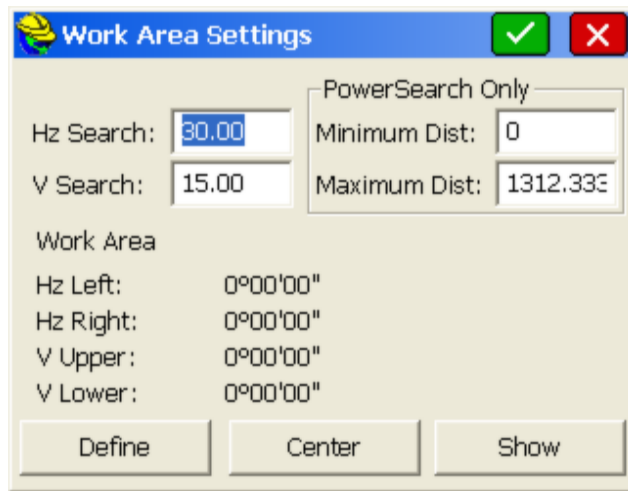 Work Area Settings
PowerSearch Only
Hz Search: 30.00 Minimum Dist: 0
V Search: 15.00 Maximum Dist: 1312.333
Work Area
Hz Left: 0°00'00"
Hz Right: 0°00'00"
V Upper: 0°00'00"
V Lower: 0°00'00"
Define Center Show